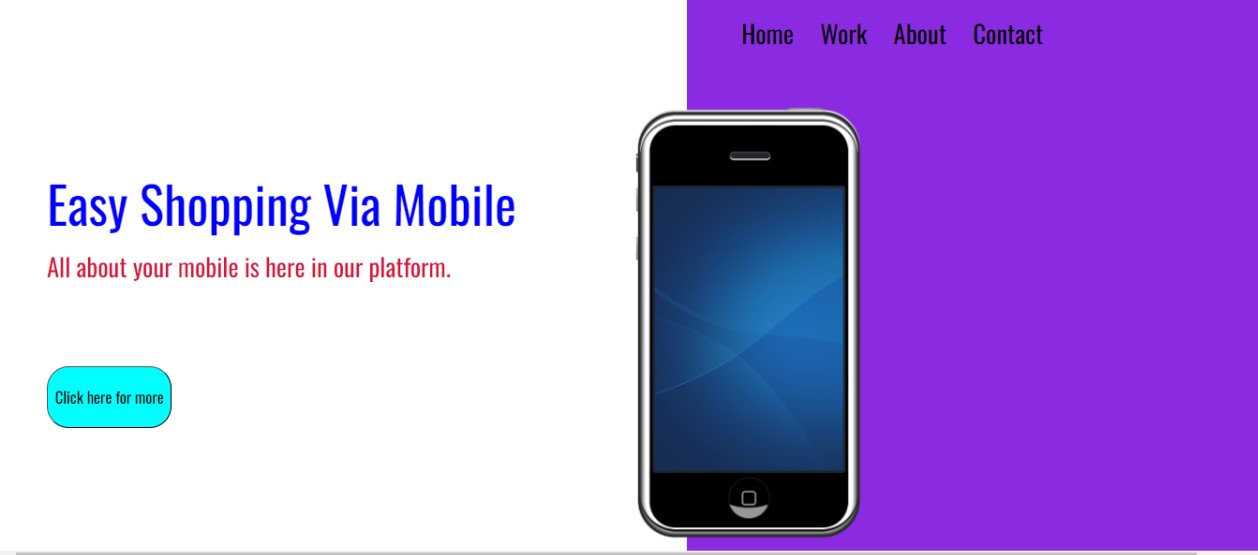 Home Work About Contact
Easy Shopping Via Mobile
All about your mobile is here in our platform.
Click here for more